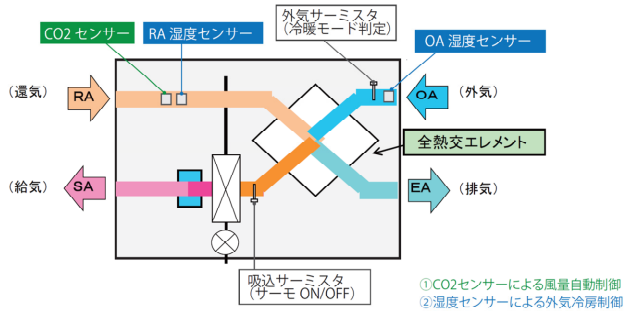 外気サーミスタ
(冷暖モード判定)
CO2 センサー
RA 湿度センサー
OA 湿度センサー
(還気)
RA
OA
(外気)
全熱交エレメント
(給気)
SA
EA
(排気)
吸込サーミスタ
(サーモ ON/OFF)
①CO2センサーによる風量自動制御
②湿度センサーによる外気冷房制御